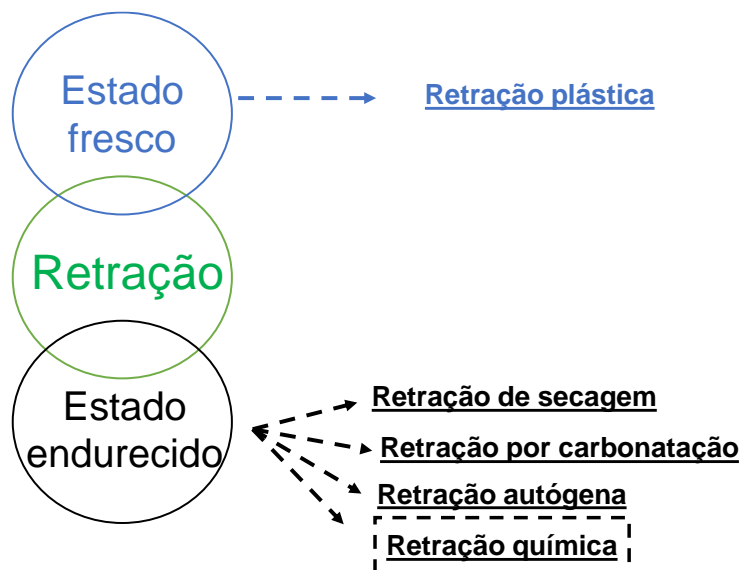 Estado
fresco
Retração plástica
Retração
Estado
endurecido
Retração de secagem
Retração por carbonatação
Retração autógena
Retração química